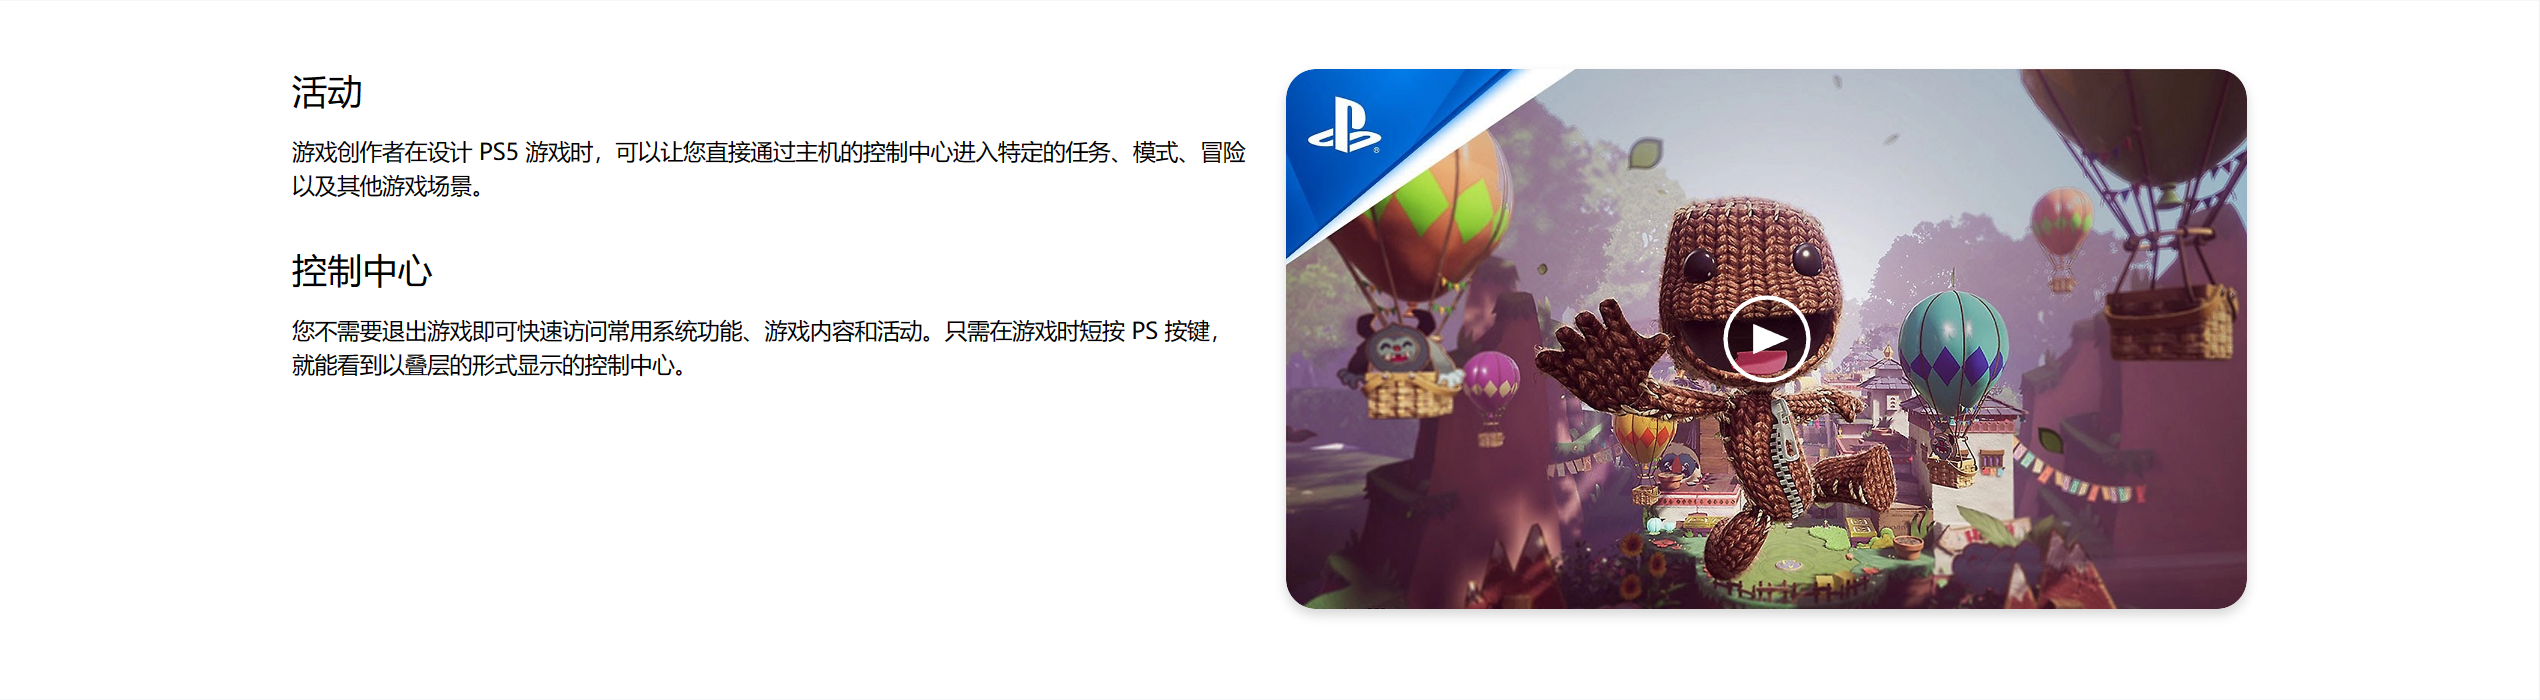 活动
游戏创作者在设计 PS5 游戏时，可以让您直接通过主机的控制中心进入特定的任务、模式、冒险
以及其他游戏场景。
控制中心
您不需要退出游戏即可快速访问常用系统功能、游戏内容和活动。只需在游戏时短按 PS 按键，
就能看到以叠层的形式显示的控制中心。